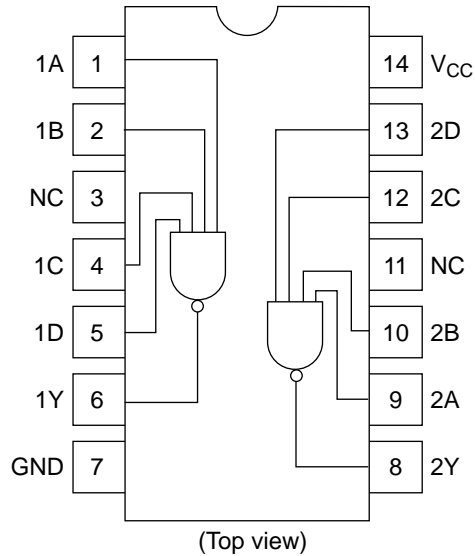 1A 1 14 VCC
1B 2 13 2D
NC 3 12 2C
1C 4 11 NC
1D 5 10 2B
1Y 6 9 2A
GND 7 8 2Y
(Top view)